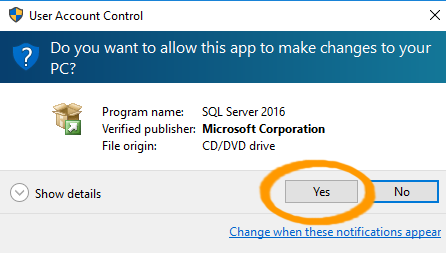 User Account Control
Do you want to allow this app to make changes to your
PC?
Program name: SQL Server 2016
Verified publisher: Microsoft Corporation
File origin: CD/DVD drive
Show details
Yes
No
Change when these notifications appear